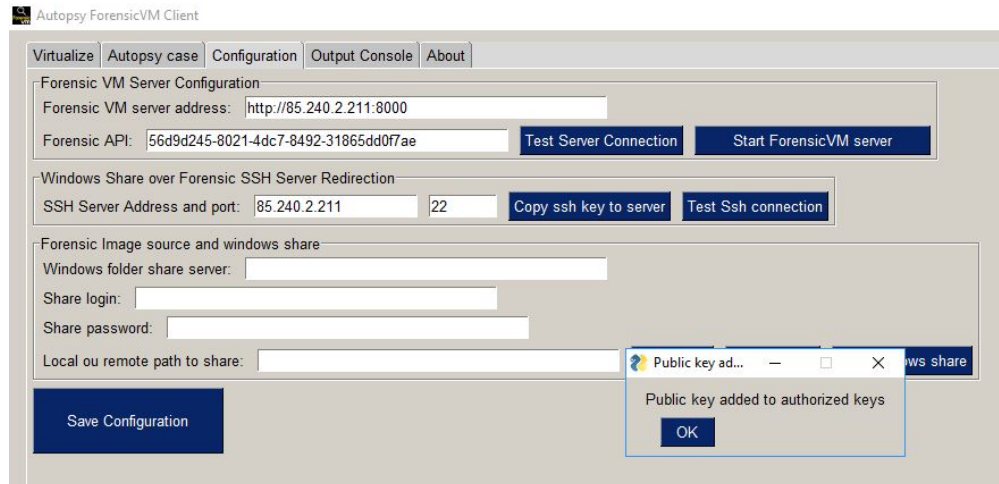 Autopsy ForensicVM Client
Virtualize Autopsy case Configuration Output Console About
Forensic VM Server Configuration
Forensic VM server address: http://85.240.2.211:8000
Forensic API: 56d9d245-8021-4dc7-8492-31865dd0f7ae Test Server Connection Start ForensicVM server
Windows Share over Forensic SSH Server Redirection
SSH Server Address and port: 85.240.2.211 22 Copy ssh key to server Test Ssh connection
Forensic Image source and windows share
Windows folder share server:
Share login:
Share password:
Local ou remote path to share: ws share
Public key ad...
Public key added to authorized keys
OK
Save Configuration